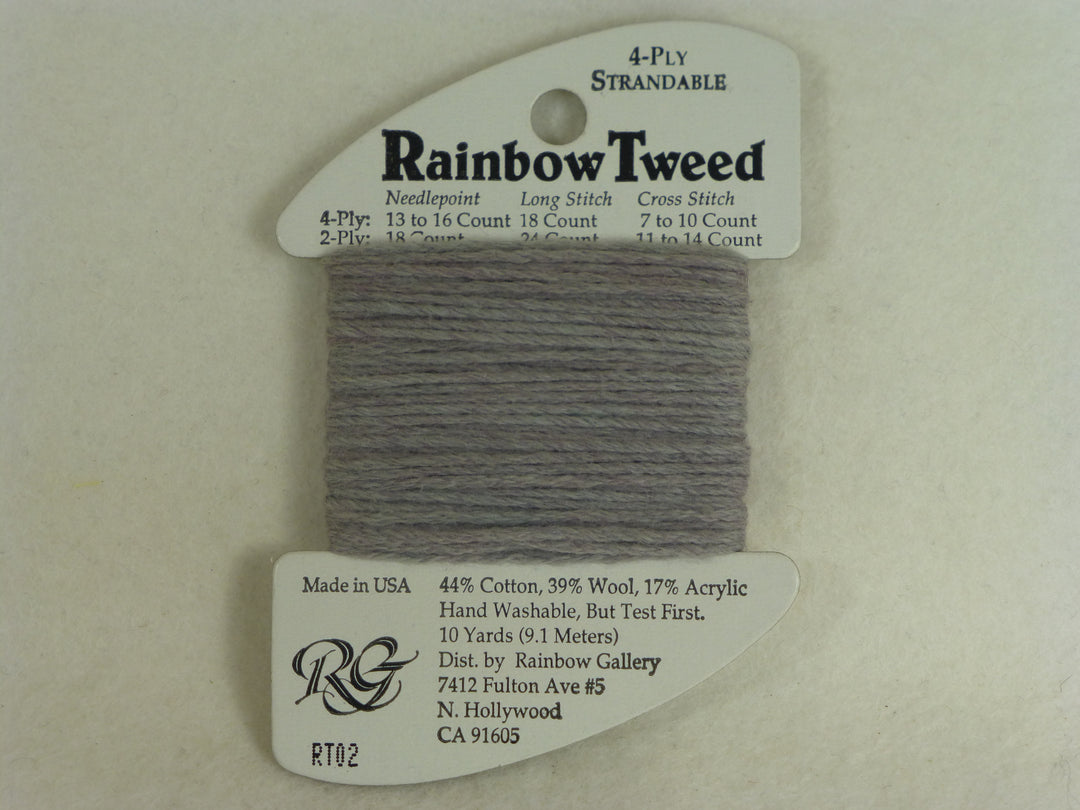 4-Ply
Strandable
Rainbow Tweed
Needlepoint Long Stitch Cross Stitch
4-Ply: 13 to 16 Count 18 Count 7 to 10 Count
2-Ply: 18 Count 24 Count 11 to 14 Count
Made in USA
44% Cotton, 39% Wool, 17% Acrylic
Hand Washable, But Test First.
10 Yards (9.1 Meters)
Dist. by Rainbow Gallery
7412 Fulton Ave #5
N. Hollywood
CA 91605
RG
RT02